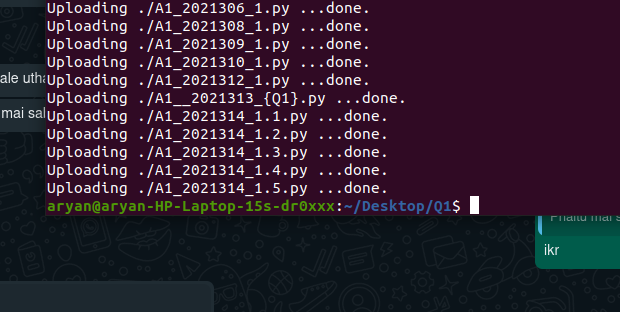 Uploading ./A1_2021306_1.py ...done.
Uploading ./A1_2021308_1.py ...done.
Uploading ./A1_2021309_1.py ...done.
Uploading ./A1_2021310_1.py ...done.
ale utha
Uploading ./A1_2021312_1.py ...done.
Uploading ./A1__2021313_{Q1}.py ...done.
mai sal
Uploading ./A1_2021314_1.1.py ...done.
Uploading ./A1_2021314_1.2.py ...done.
Uploading ./A1_2021314_1.3.py ...done.
Uploading ./A1_2021314_1.4.py ...done.
Uploading ./A1_2021314_1.5.py ...done.
aryan@aryan-HP-Laptop-15s-dr0xxx:~/Desktop/Q1$
mai s
ikr